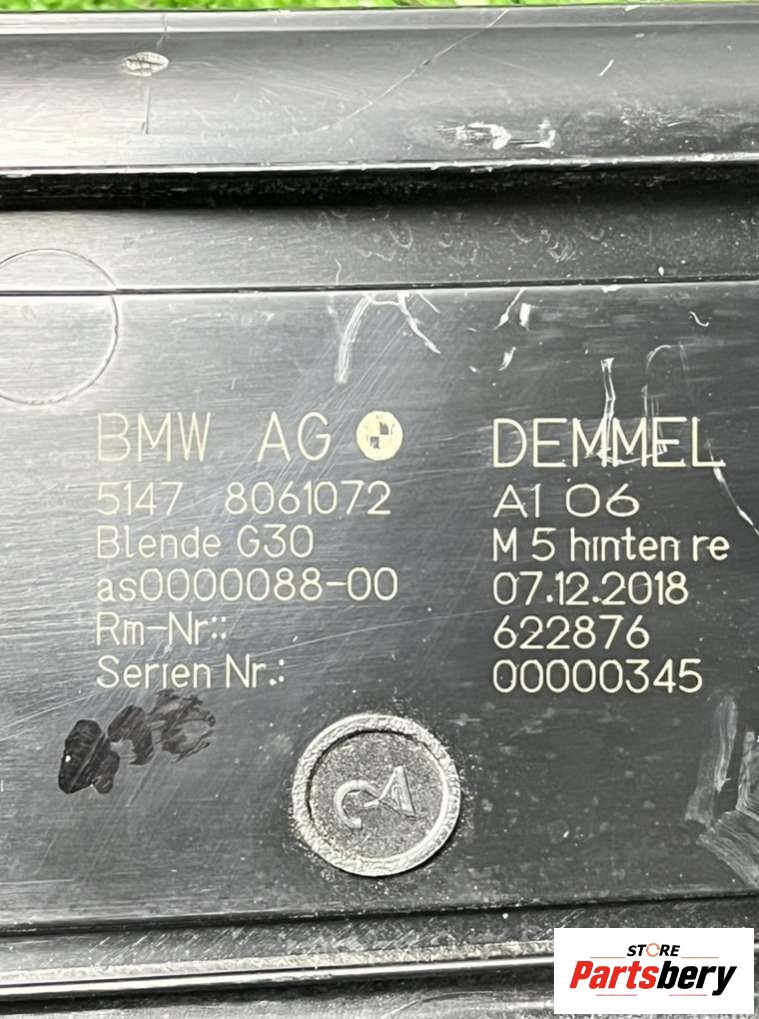 BMW AG DEMMEL
5147 8061072 AI 06
Blende G30 M 5 hinten re
as0000088-00 07.12.2018
Rm-Nr:: 622876
Serien Nr.: 00000345
STORE
Partsbery